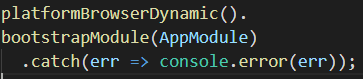 platformBrowserDynamic().
bootstrapModule(AppModule)
  .catch(err => console.error(err));